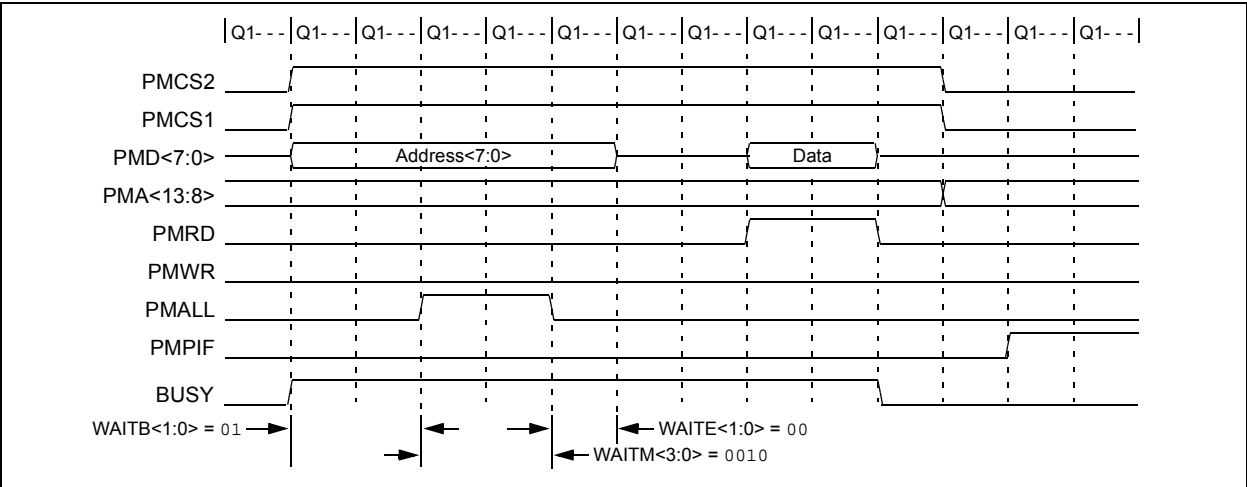 Q1- - - Q1- - - Q1- - - Q1- - - Q1- - - Q1- - - Q1- - - Q1- - - Q1- - - Q1- - - Q1- - - Q1- - - Q1- - - Q1- - -
PMCS2
PMCS1
PMD<7:0> Address<7:0> Data
PMA<13:8>
PMRD
PMWR
PMALL
PMPIF
BUSY
WAITB<1:0> = 01 WAITE<1:0> = 00
WAITM<3:0> = 0010